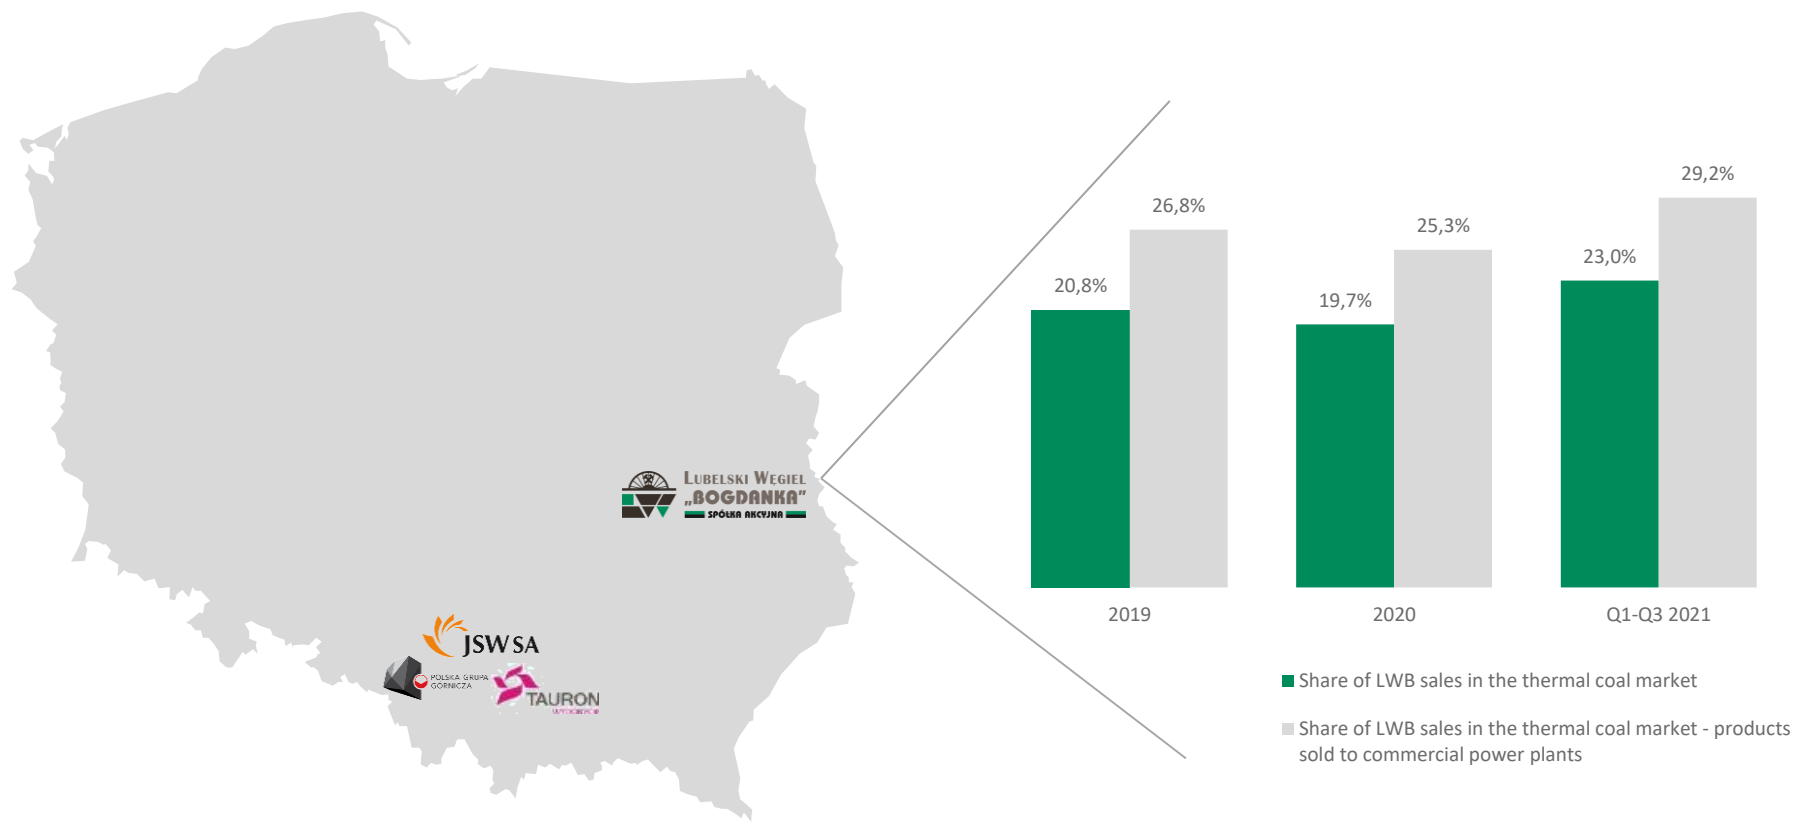 LUBELSKI WĘGIEL
„BOGDANKA”
SPÓŁKA AKCYJNA
JSW SA
POLSKA GRUPA
GÓRNICZA
TAURON
WYDOBYCIE
29,2%
26,8%
25,3%
23,0%
20,8%
19,7%
2019
2020
Q1-Q3 2021
Share of LWB sales in the thermal coal market
Share of LWB sales in the thermal coal market - products
sold to commercial power plants